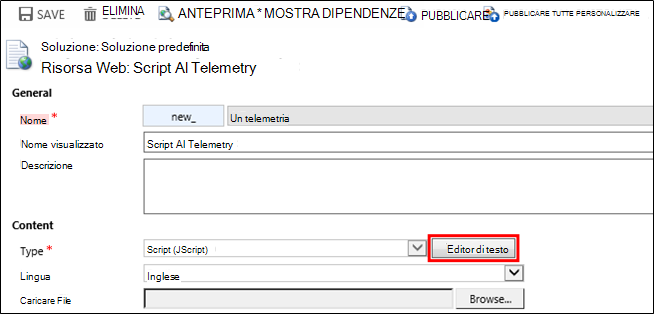 SAVE ELIMINA ANTEPRIMA * MOSTRA DIPENDENZE PUBBLICARE PUBBLICARE TUTTE PERSONALIZZARE
Soluzione: Soluzione predefinita
Risorsa Web: Script AI Telemetry
General
Nome * new_ Un telemetria
Nome visualizzato Script AI Telemetry
Descrizione
Content
Type * Script (JScript) Editor di testo
Lingua Inglese
Caricare File Browse...